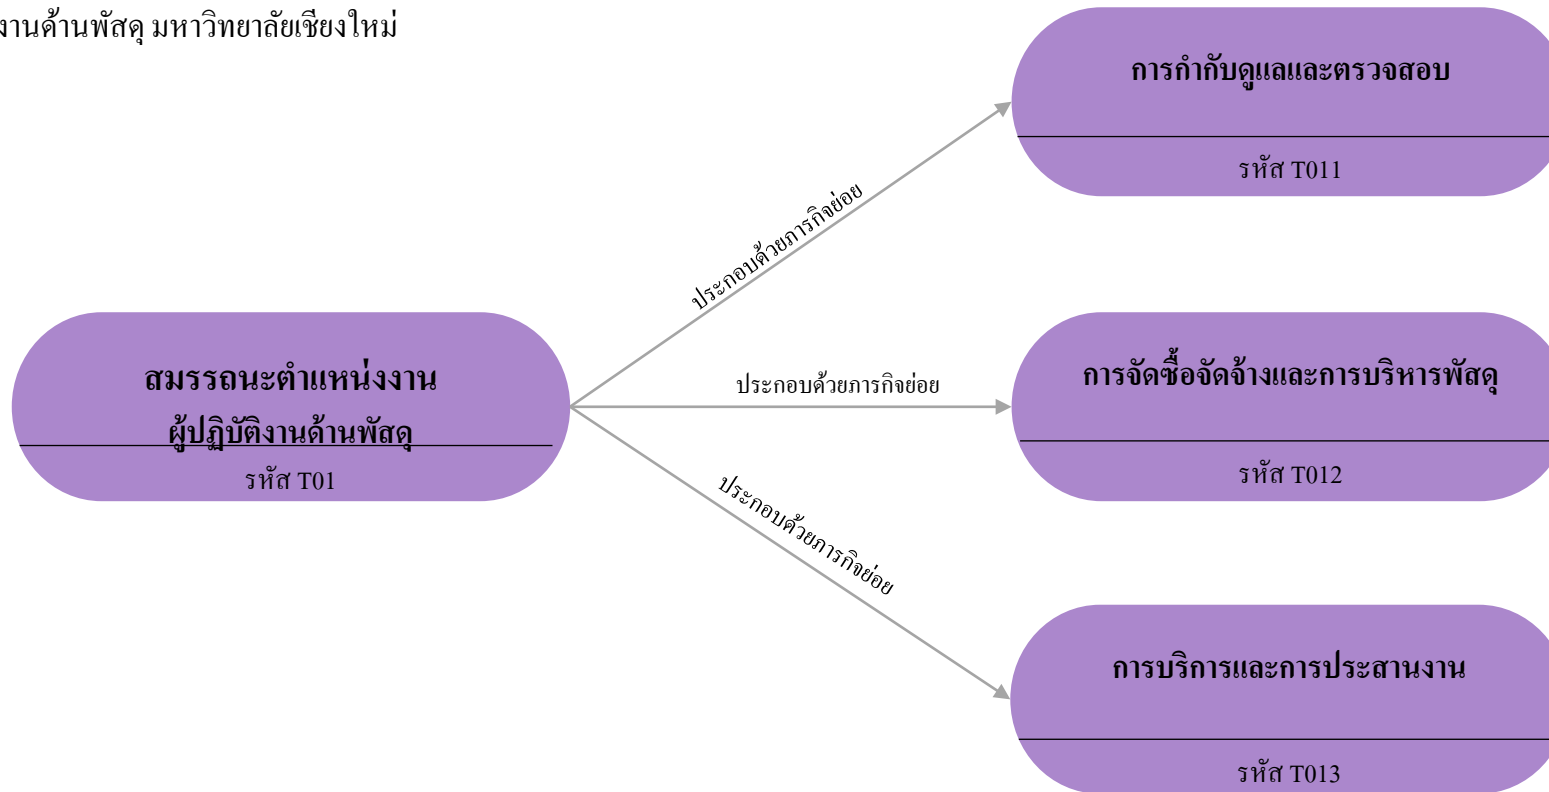 งานด้านพัสดุ มหาวิทยาลัยเชียงใหม่
การกำกับดูแลและตรวจสอบ
รหัส T011
ประกอบด้วยภารกิจย่อย
สมรรถนะตำแหน่งงาน
ผู้ปฏิบัติงานด้านพัสดุ
รหัส T01
ประกอบด้วยภารกิจย่อย
การจัดซื้อจัดจ้างและการบริหารพัสดุ
รหัส T012
ประกอบด้วยภารกิจย่อย
การบริการและการประสานงาน
รหัส T013